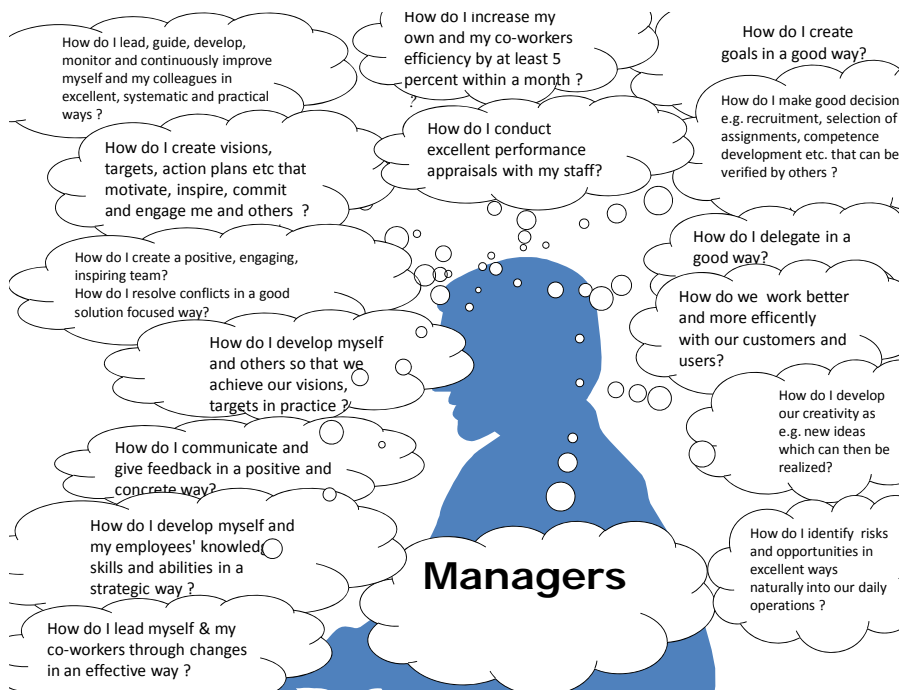 How do I lead, guide, develop,
monitor and continuously improve
myself and my colleagues in
excellent, systematic and practical
ways ?
How do I increase my
own and my co-workers
efficiency by at least 5
percent within a month ?
?
How do I create
goals in a good way?
How do I make good decision
e.g. recruitment, selection of
assignments, competence
development etc. that can be
verified by others ?
How do I conduct
excellent performance
appraisals with my staff?
How do I create visions,
targets, action plans etc that
motivate, inspire, commit
and engage me and others ?
How do I create a positive, engaging,
inspiring team?
How do I resolve conflicts in a good
solution focused way?
How do I delegate in a
good way?
How do we work better
and more efficently
with our customers and
users?
How do I develop myself
and others so that we
achieve our visions,
targets in practice ?
How do I develop
our creativity as
e.g. new ideas
which can then be
realized?
How do I communicate and
give feedback in a positive and
concrete way?
How do I develop myself and
my employees' knowled
skills and abilities in a
strategic way ?
How do I identify risks
and opportunities in
excellent ways
naturally into our daily
operations ?
Managers
How do I lead myself & my
co-workers through changes
in an effective way ?